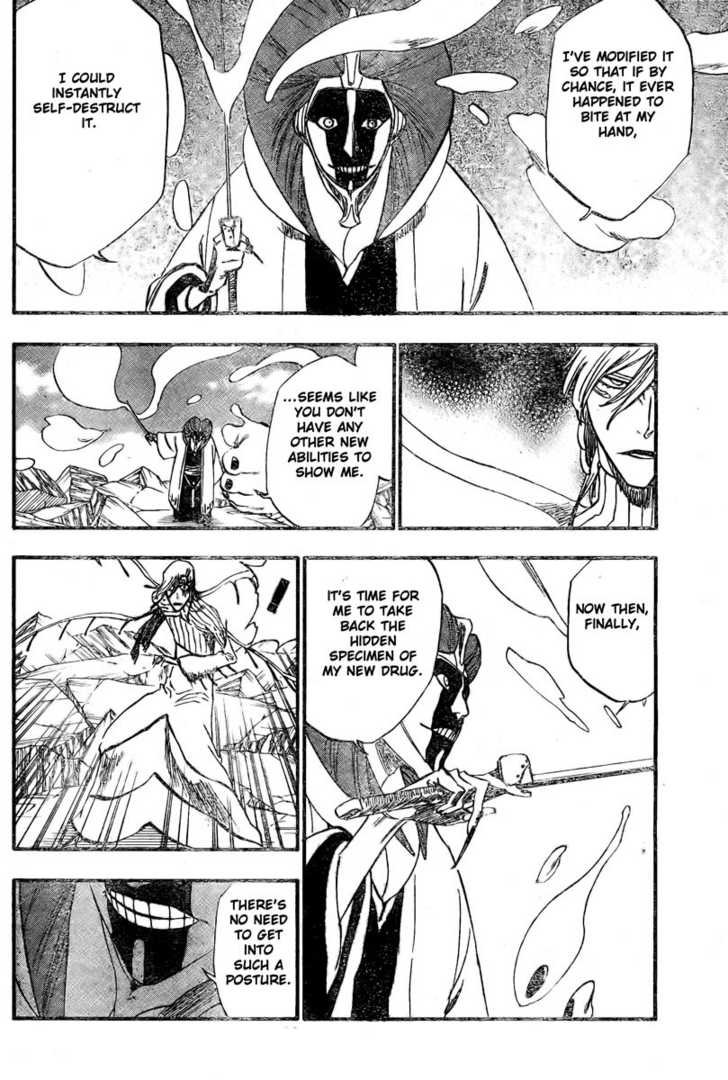 I'VE MODIFIED IT
SO THAT IF BY
CHANCE, IT EVER
HAPPENED TO
BITE AT MY
HAND,
I COULD
INSTANTLY
SELF-DESTRUCT
IT.
...SEEMS LIKE
YOU DON'T
HAVE ANY
OTHER NEW
ABILITIES TO
SHOW ME.
NOW THEN,
FINALLY,
IT'S TIME FOR
ME TO TAKE
BACK THE
HIDDEN
SPECIMEN OF
MY NEW DRUG.
!
THERE'S
NO NEED
TO GET
INTO
SUCH A
POSTURE.